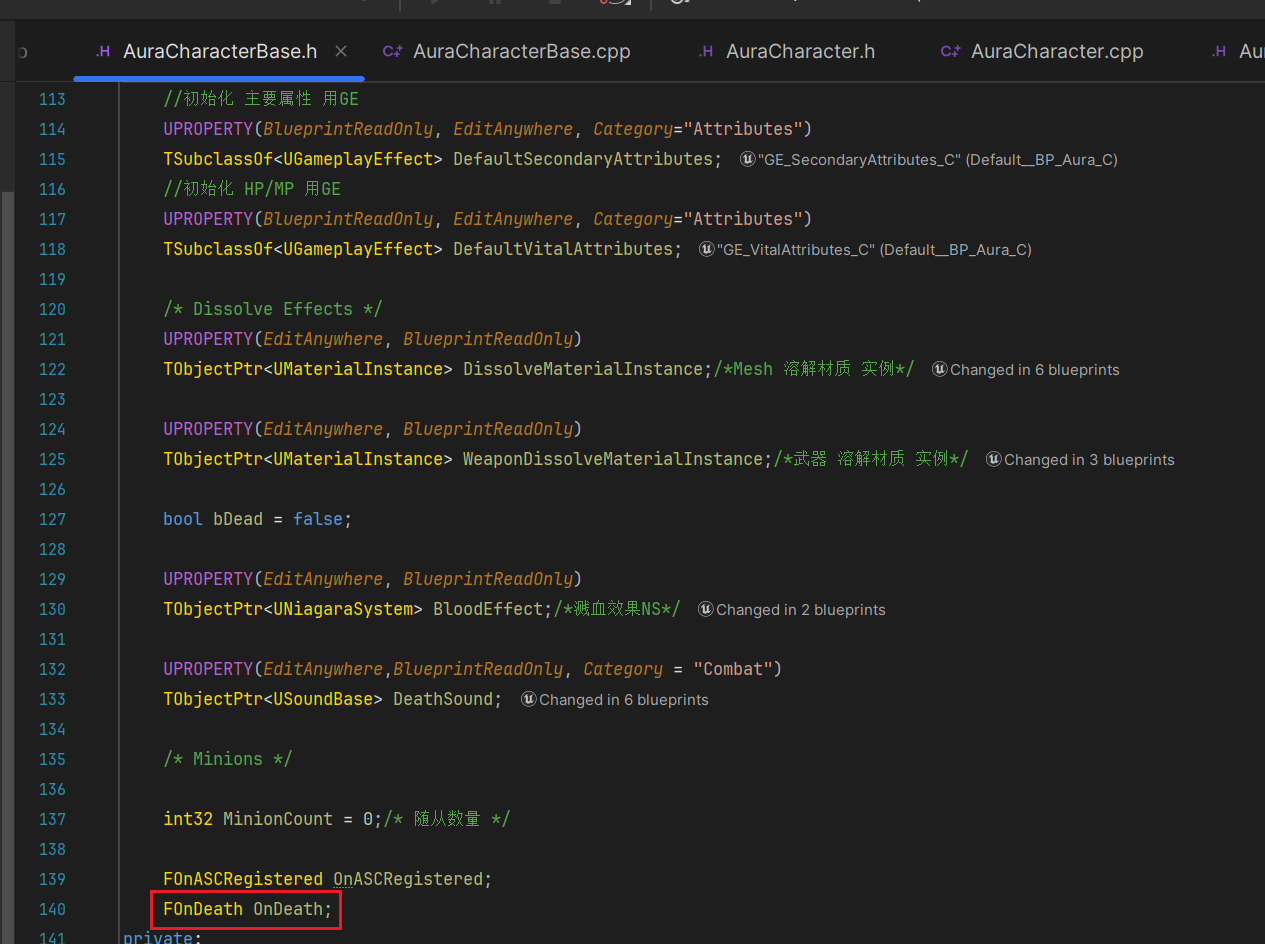 .H AuraCharacterBase.h × C++ AuraCharacterBase.cpp .H AuraCharacter.h C++ AuraCharacter.cpp .H Au
113 //初始化 主要属性 用GE
114 UPROPERTY(BlueprintReadOnly, EditAnywhere, Category="Attributes")
115 TSubclassOf<UGameplayEffect> DefaultSecondaryAttributes; "GE_SecondaryAttributes_C" (Default__BP_Aura_C)
116 //初始化 HP/MP 用GE
117 UPROPERTY(BlueprintReadOnly, EditAnywhere, Category="Attributes")
118 TSubclassOf<UGameplayEffect> DefaultVitalAttributes; "GE_VitalAttributes_C" (Default__BP_Aura_C)
119
120 /* Dissolve Effects */
121 UPROPERTY(EditAnywhere, BlueprintReadOnly)
122 TObjectPtr<UMaterialInstance> DissolveMaterialInstance;/*Mesh 溶解材质 实例*/ Changed in 6 blueprints
123
124 UPROPERTY(EditAnywhere, BlueprintReadOnly)
125 TObjectPtr<UMaterialInstance> WeaponDissolveMaterialInstance;/*武器 溶解材质 实例*/ Changed in 3 blueprints
126
127 bool bDead = false;
128
129 UPROPERTY(EditAnywhere, BlueprintReadOnly)
130 TObjectPtr<UNiagaraSystem> BloodEffect;/*溅血效果NS*/ Changed in 2 blueprints
131
132 UPROPERTY(EditAnywhere,BlueprintReadOnly, Category = "Combat")
133 TObjectPtr<USoundBase> DeathSound; Changed in 6 blueprints
134
135 /* Minions */
136
137 int32 MinionCount = 0;/* 随从数量 */
138
139 FOnASCRegistered OnASCRegistered;
140 FOnDeath OnDeath;
141 private: